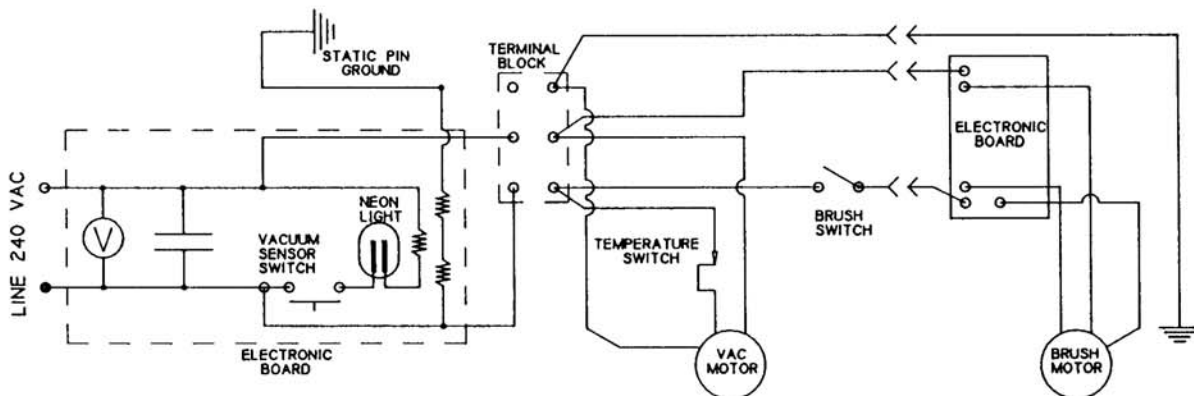 STATIC PIN
GROUND
TERMINAL
BLOCK
ELECTRONIC
BOARD
LINE 240 VAC
V
NEON
LIGHT
VACUUM
SENSOR
SWITCH
BRUSH
SWITCH
TEMPERATURE
SWITCH
ELECTRONIC
BOARD
VAC
MOTOR
BRUSH
MOTOR